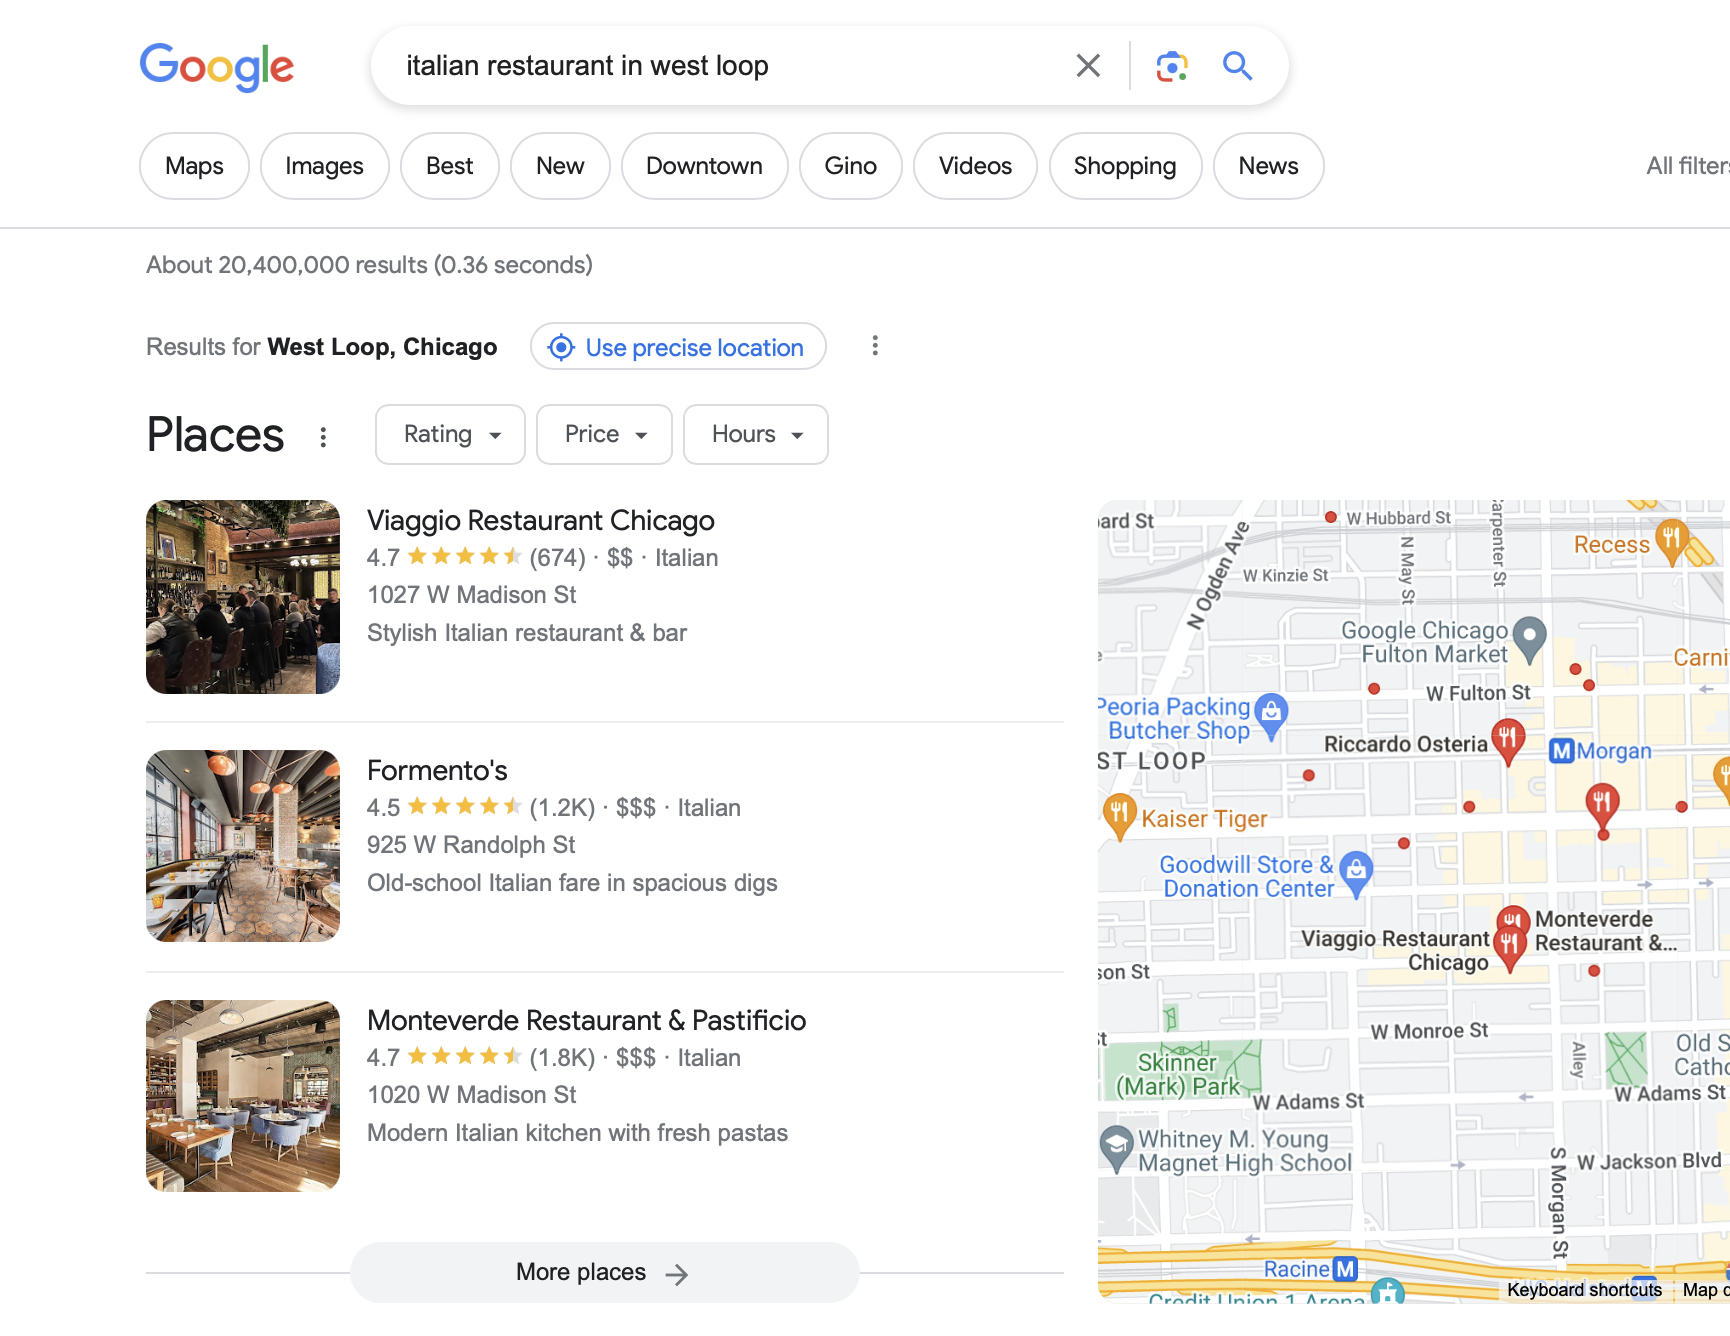 Google
italian restaurant in west loop
Maps
Images
Best
New
Downtown
Gino
Videos
Shopping
News
All filters
About 20,400,000 results (0.36 seconds)
Results for West Loop, Chicago
Use precise location
Places
Rating
Price
Hours
Viaggio Restaurant Chicago
4.7 (674) · $$ · Italian
1027 W Madison St
Stylish Italian restaurant & bar
Formento's
4.5 (1.2K) · $$$ · Italian
925 W Randolph St
Old-school Italian fare in spacious digs
Monteverde Restaurant & Pastificio
4.7 (1.8K) · $$$ · Italian
1020 W Madison St
Modern Italian kitchen with fresh pastas
More places
ard St
W Hubbard St
arpenter St
Recess
N Ogden Ave
W Kinzie St
N May St
Google Chicago
Fulton Market
Carni
W Fulton St
Peoria Packing
Butcher Shop
Riccardo Osteria
M Morgan
ST LOOP
Kaiser Tiger
Goodwill Store &
Donation Center
Viaggio Restaurant
Chicago
Monteverde
Restaurant &...
son St
W Monroe St
Skinner
(Mark) Park
Alley
Old S
Catho
W Adams St
W Adams St
Whitney M. Young
Magnet High School
S Morgan St
W Jackson Blvd
Racine M
Credit Union 1 Arena
Keyboard shortcuts
Map d